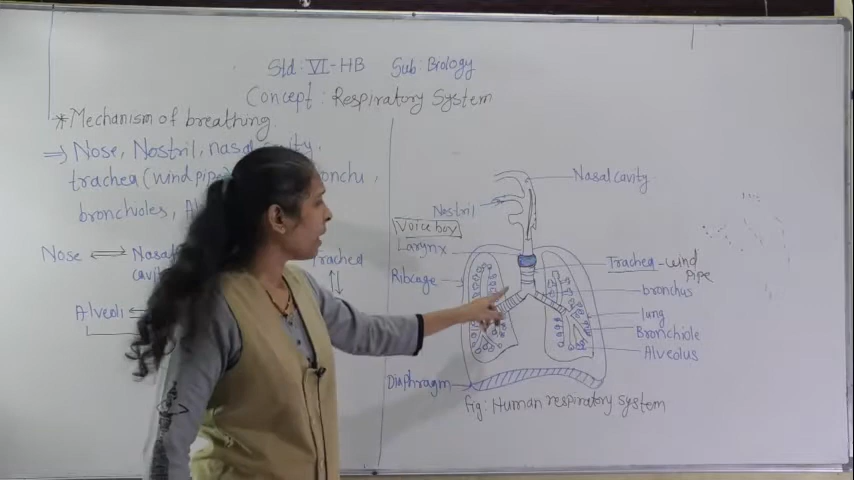 Std: VI-HB Sub: Biology
Concept: Respiratory System
*Mechanism of breathing
⇒ Nose, Nostril, nasal cavity,
trachea (wind pipe
bronchioles,
Nose ⇌
cavity
Trachea
Alveoli
Nasal cavity
Nostril
Voice box
Larynx
Ribcage
Diaphragm
Trachea - wind
pipe
bronchus
lung
Bronchiole
Alveolus
fig: Human respiratory system